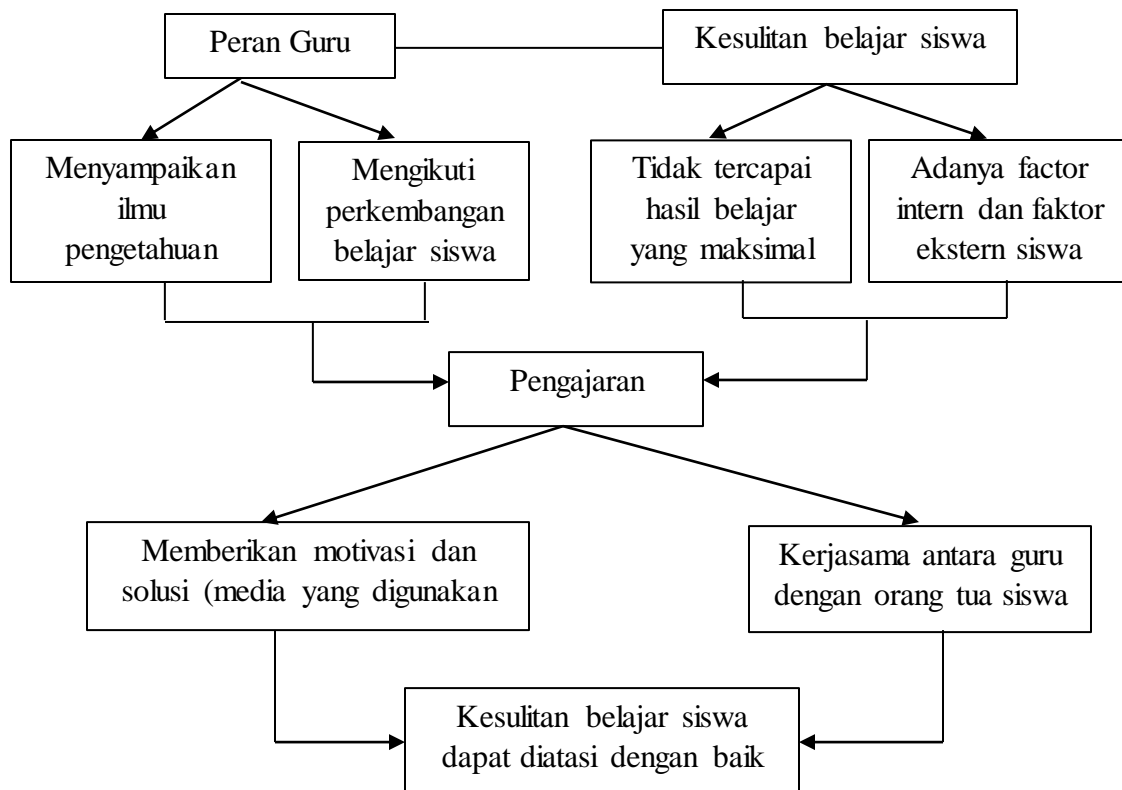 Peran Guru
Kesulitan belajar siswa
Menyampaikan
ilmu
pengetahuan
Mengikuti
perkembangan
belajar siswa
Tidak tercapai
hasil belajar
yang maksimal
Adanya factor
intern dan faktor
ekstern siswa
Pengajaran
Memberikan motivasi dan
solusi (media yang digunakan
Kerjasama antara guru
dengan orang tua siswa
Kesulitan belajar siswa
dapat diatasi dengan baik